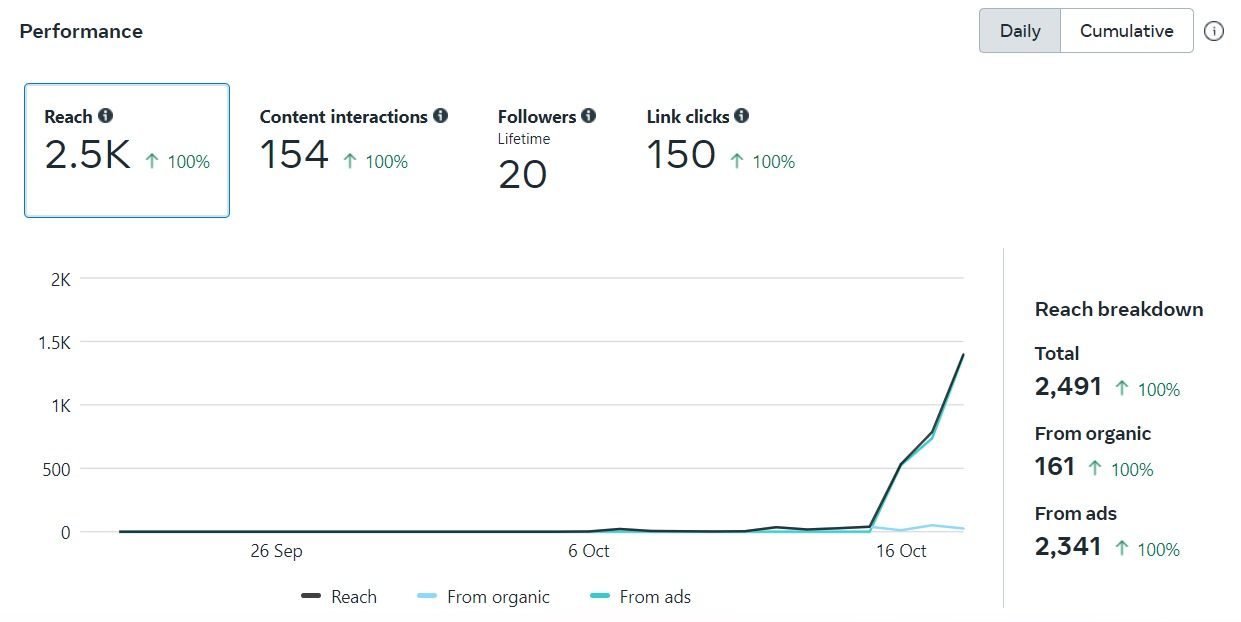 Performance
Daily Cumulative
Reach Content interactions Followers Link clicks
Lifetime
2.5K ↑ 100% 154 ↑ 100% 20 150 ↑ 100%
2K
1.5K
1K
500
0
26 Sep 6 Oct 16 Oct
Reach From organic From ads
Reach breakdown
Total
2,491 ↑ 100%
From organic
161 ↑ 100%
From ads
2,341 ↑ 100%